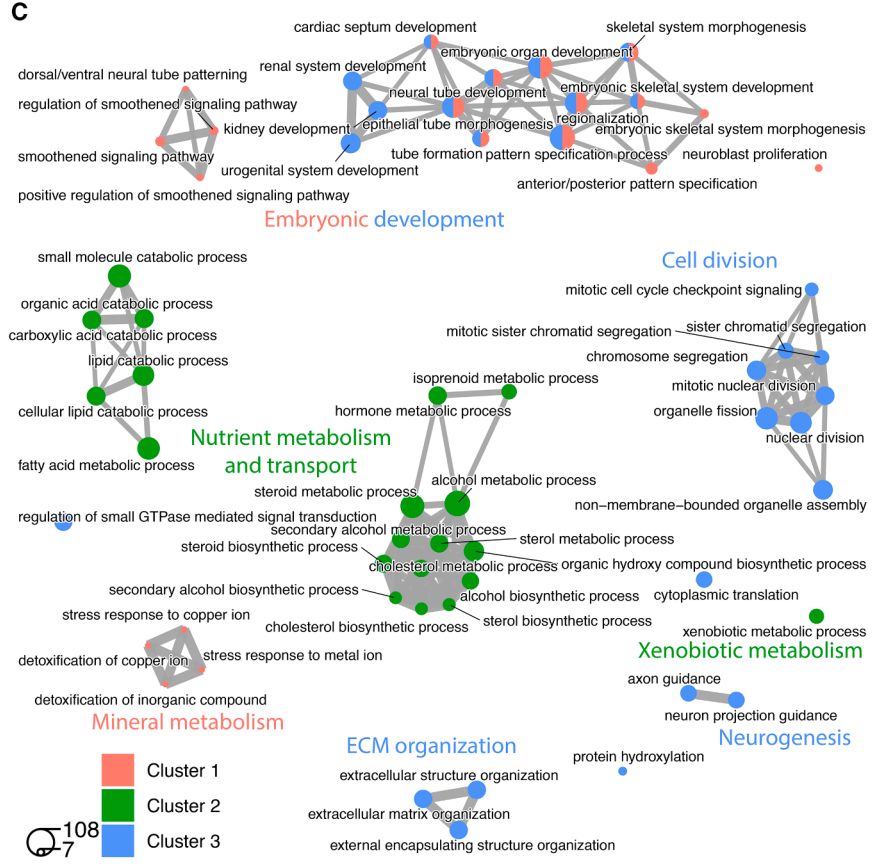 C
cardiac septum development
skeletal system morphogenesis
embryonic organ development
renal system development
dorsal/ventral neural tube patterning
neural tube development
embryonic skeletal system development
regulation of smoothened signaling pathway
regionalization
kidney development
epithelial tube morphogenesis
embryonic skeletal system morphogenesis
smoothened signaling pathway
tube formation
pattern specification process
neuroblast proliferation
urogenital system development
anterior/posterior pattern specification
positive regulation of smoothened signaling pathway
Embryonic development
small molecule catabolic process
Cell division
mitotic cell cycle checkpoint signaling
organic acid catabolic process
sister chromatid segregation
mitotic sister chromatid segregation
carboxylic acid catabolic process
chromosome segregation
lipid catabolic process
isoprenoid metabolic process
mitotic nuclear division
cellular lipid catabolic process
hormone metabolic process
organelle fission
nuclear division
Nutrient metabolism
and transport
fatty acid metabolic process
alcohol metabolic process
steroid metabolic process
non−membrane−bounded organelle assembly
regulation of small GTPase mediated signal transduction
secondary alcohol metabolic process
sterol metabolic process
steroid biosynthetic process
cholesterol metabolic process
organic hydroxy compound biosynthetic process
secondary alcohol biosynthetic process
alcohol biosynthetic process
cytoplasmic translation
stress response to copper ion
cholesterol biosynthetic process
sterol biosynthetic process
xenobiotic metabolic process
Xenobiotic metabolism
detoxification of copper ion
stress response to metal ion
axon guidance
detoxification of inorganic compound
neuron projection guidance
Mineral metabolism
Neurogenesis
ECM organization
protein hydroxylation
Cluster 1
extracellular structure organization
Cluster 2
extracellular matrix organization
108
7
Cluster 3
external encapsulating structure organization